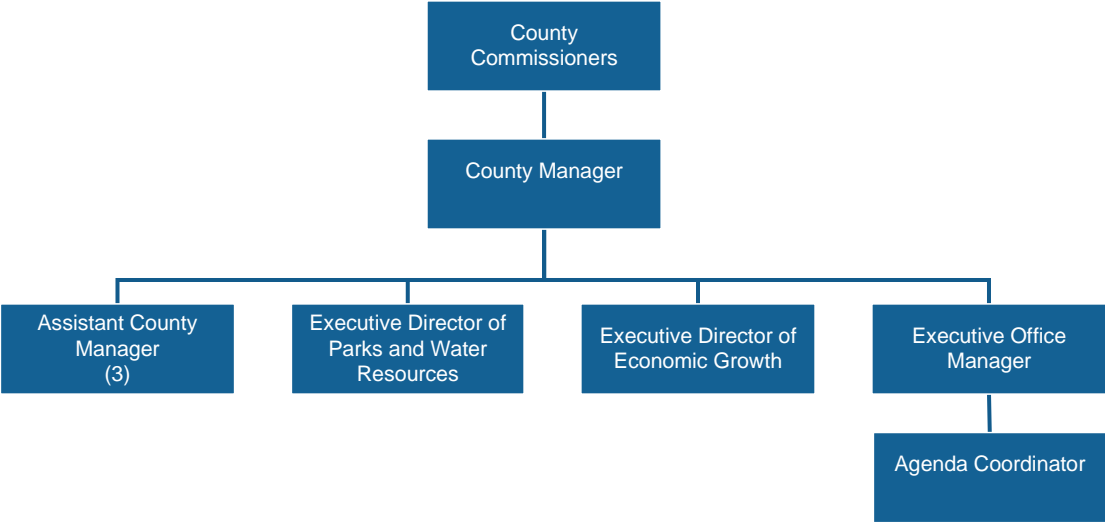 County
Commissioners
County Manager
Assistant County
Manager
(3)
Executive Director of
Parks and Water
Resources
Executive Director of
Economic Growth
Executive Office
Manager
Agenda Coordinator